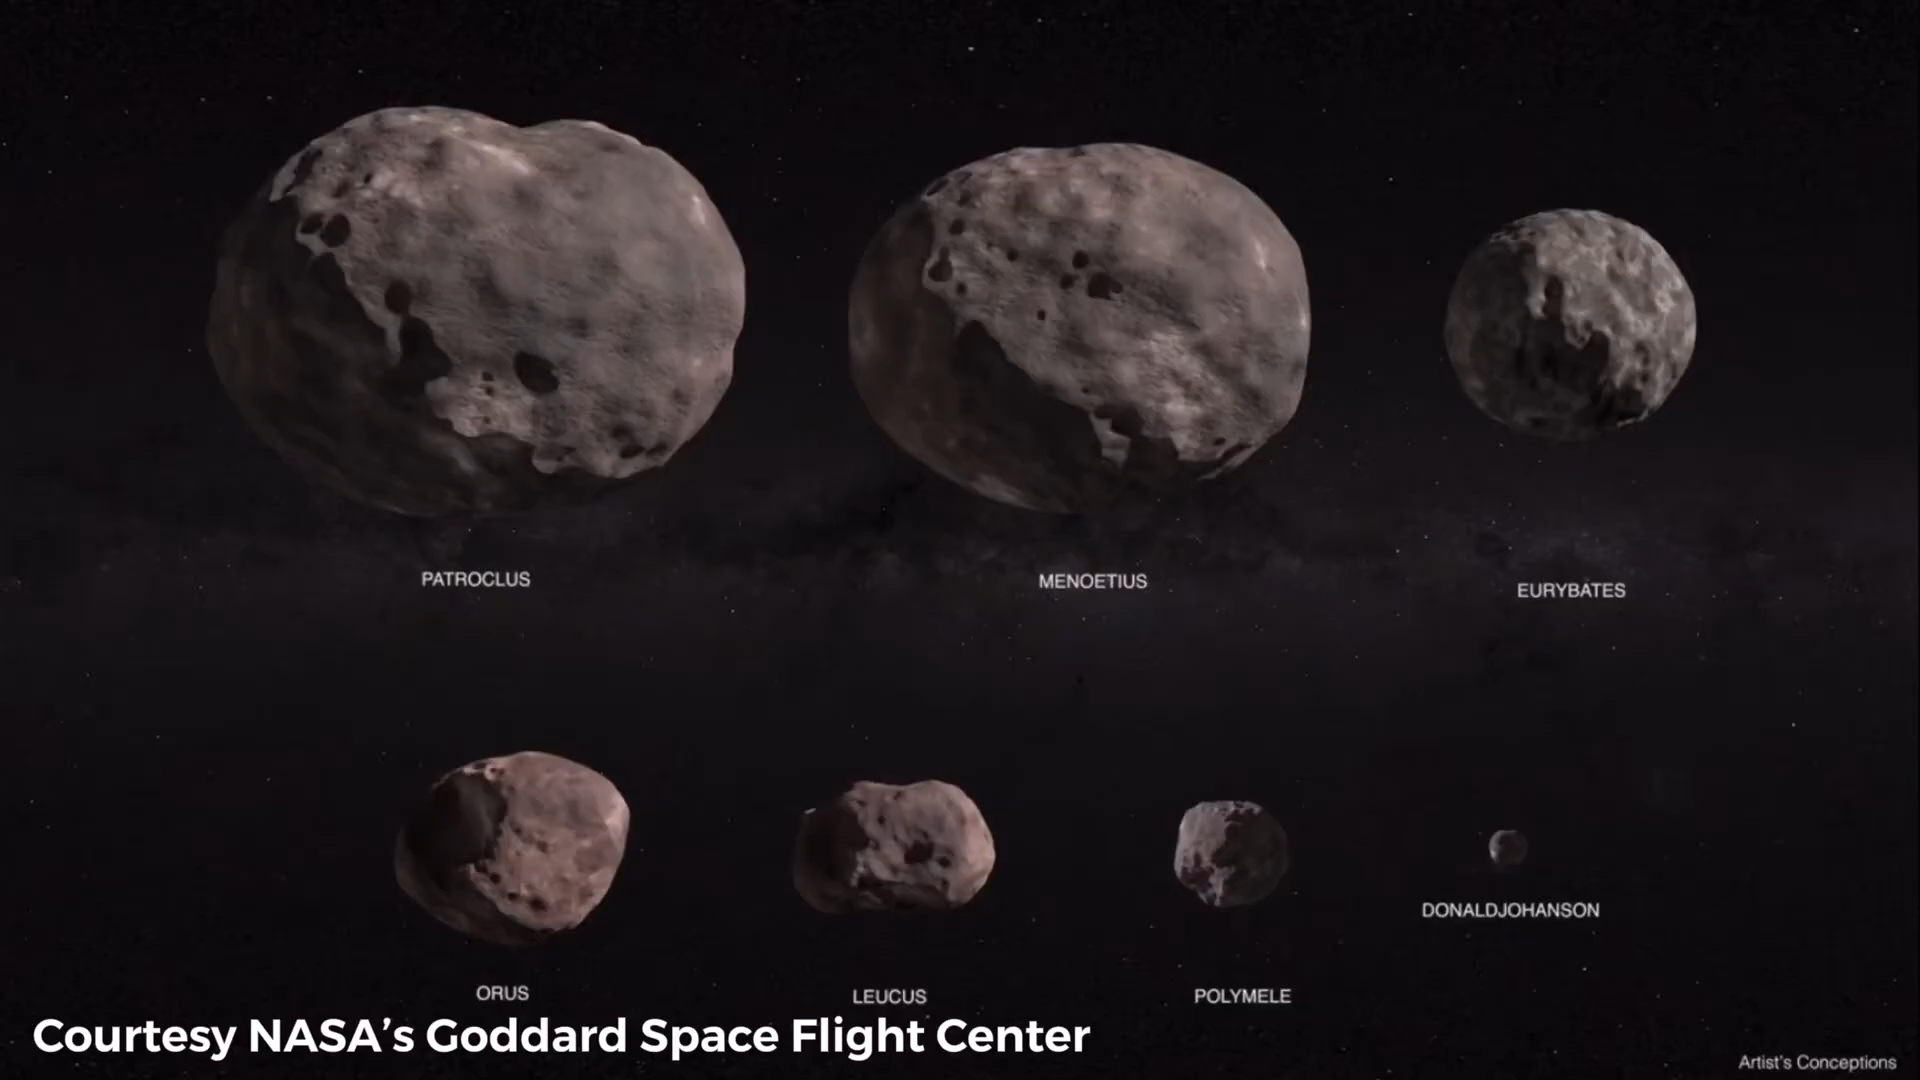 PATROCLUS
MENOETIUS
EURYBATES
ORUS
LEUCUS
POLYMELE
DONALDJOHANSON
Courtesy NASA’s Goddard Space Flight Center
Artist's Conceptions